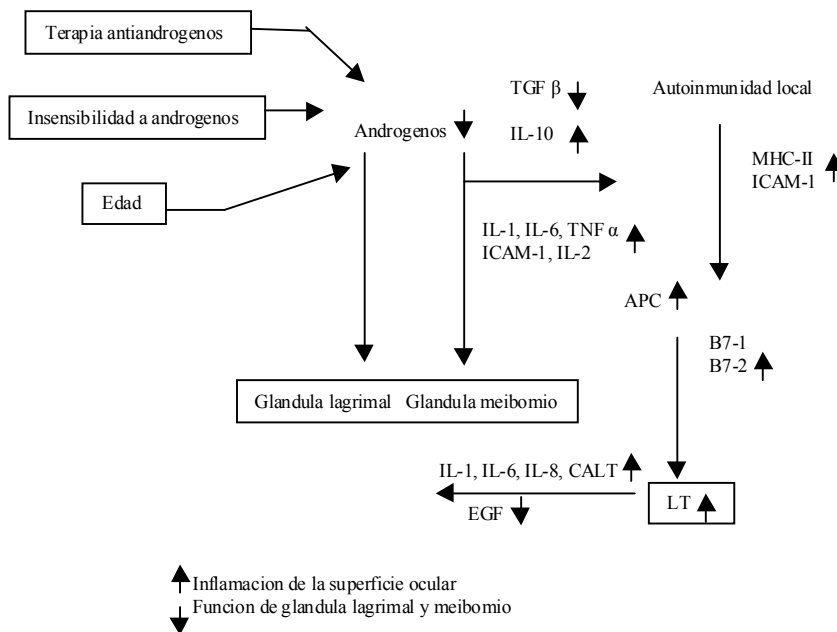 Terapia antiandrogenos
Insensibilidad a androgenos
Edad
Androgenos
TGF β
IL-10
Autoinmunidad local
MHC-II
ICAM-1
IL-1, IL-6, TNF α
ICAM-1, IL-2
APC
B7-1
B7-2
Glandula lagrimal Glandula meibomio
IL-1, IL-6, IL-8, CALT
EGF
LT
Inflamacion de la superficie ocular
Funcion de glandula lagrimal y meibomio